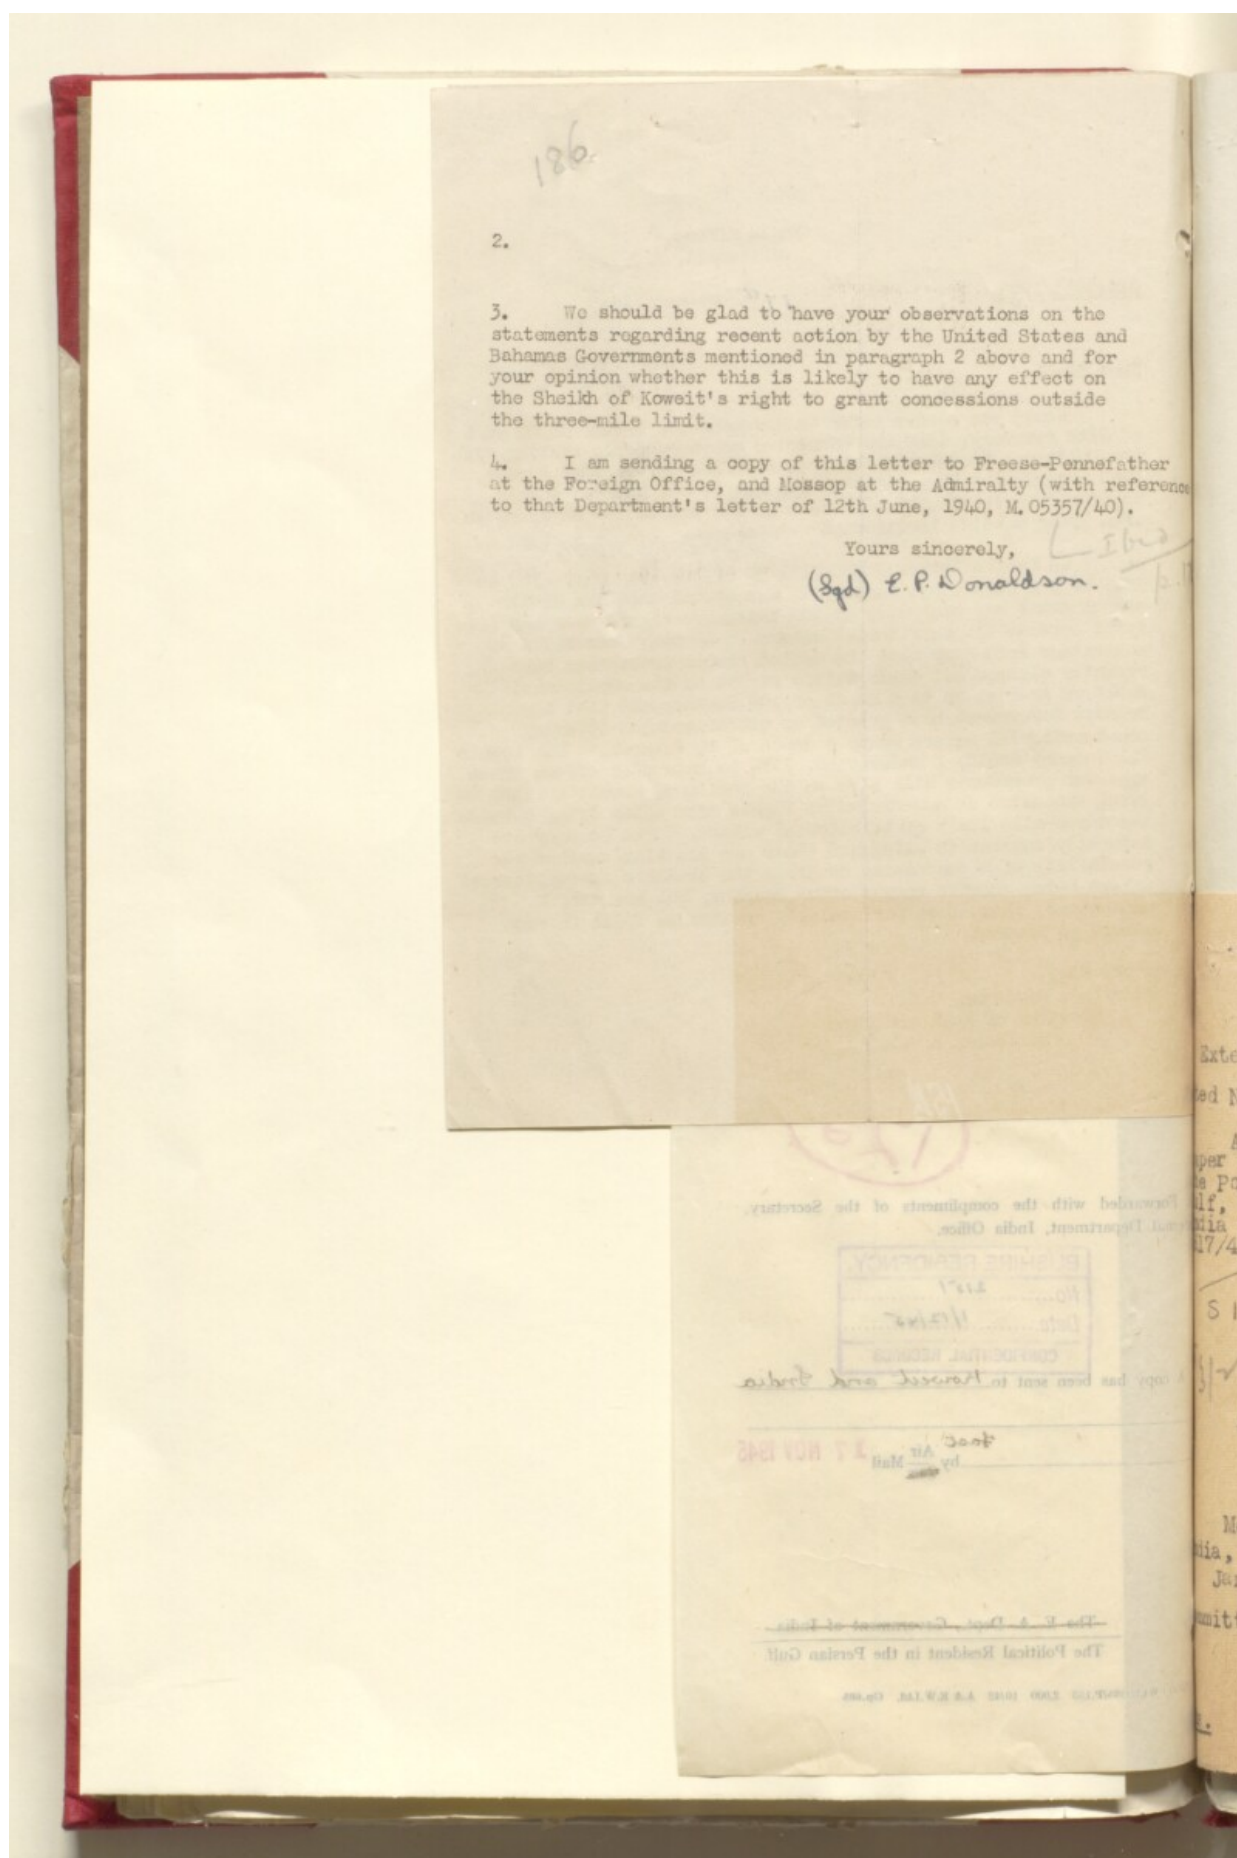 186
2.
3. We should be glad to have your observations on the
statements regarding recent action by the United States and
Bahamas Governments mentioned in paragraph 2 above and for
your opinion whether this is likely to have any effect on
the Sheikh of Koweit's right to grant concessions outside
the three-mile limit.
4. I am sending a copy of this letter to Freese-Pennefather
at the Foreign Office, and Mossop at the Admiralty (with reference
to that Department's letter of 12th June, 1940, M.05357/40).
Yours sincerely,
Ibid
(Sgd) E.P. Donaldson.
Forwarded with the compliments of the Secretary,
Department, India Office.
BUSHIRE RESIDENCY.
No.
Date
CONFIDENTIAL RECORDS
A copy has been sent to Koweit and India
by Air Mail 17 NOV 1945
The E. A. Dept., Government of India.
The Political Resident in the Persian Gulf.